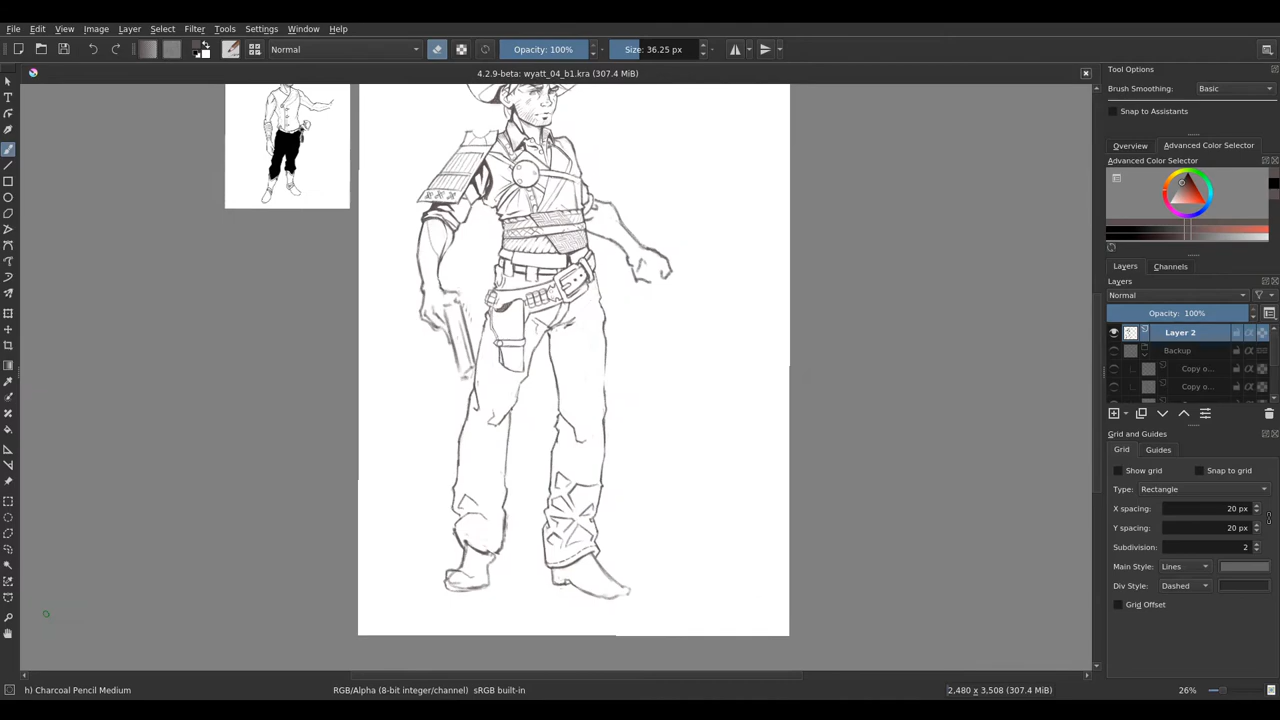 File Edit View Image Layer Select Filter Tools Settings Window Help
Normal Opacity: 100% Size: 36.25 px
4.2.9-beta: wyatt_04_b1.kra (307.4 MiB)
Tool Options
Brush Smoothing: Basic
Snap to Assistants
Overview Advanced Color Selector
Advanced Color Selector
Layers Channels
Layers
Normal
Opacity: 100%
Layer 2
Backup
Copy o...
Copy o...
Grid and Guides
Grid Guides
Show grid Snap to grid
Type: Rectangle
X spacing: 20 px
Y spacing: 20 px
Subdivision: 2
Main Style: Lines
Div Style: Dashed
Grid Offset
h) Charcoal Pencil Medium RGB/Alpha (8-bit integer/channel) sRGB built-in 2,480 x 3,508 (307.4 MiB) 26%